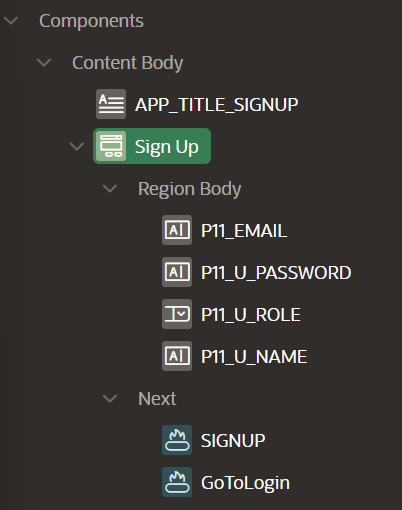 Components
Content Body
APP_TITLE_SIGNUP
Sign Up
Region Body
P11_EMAIL
P11_U_PASSWORD
P11_U_ROLE
P11_U_NAME
Next
SIGNUP
GoToLogin